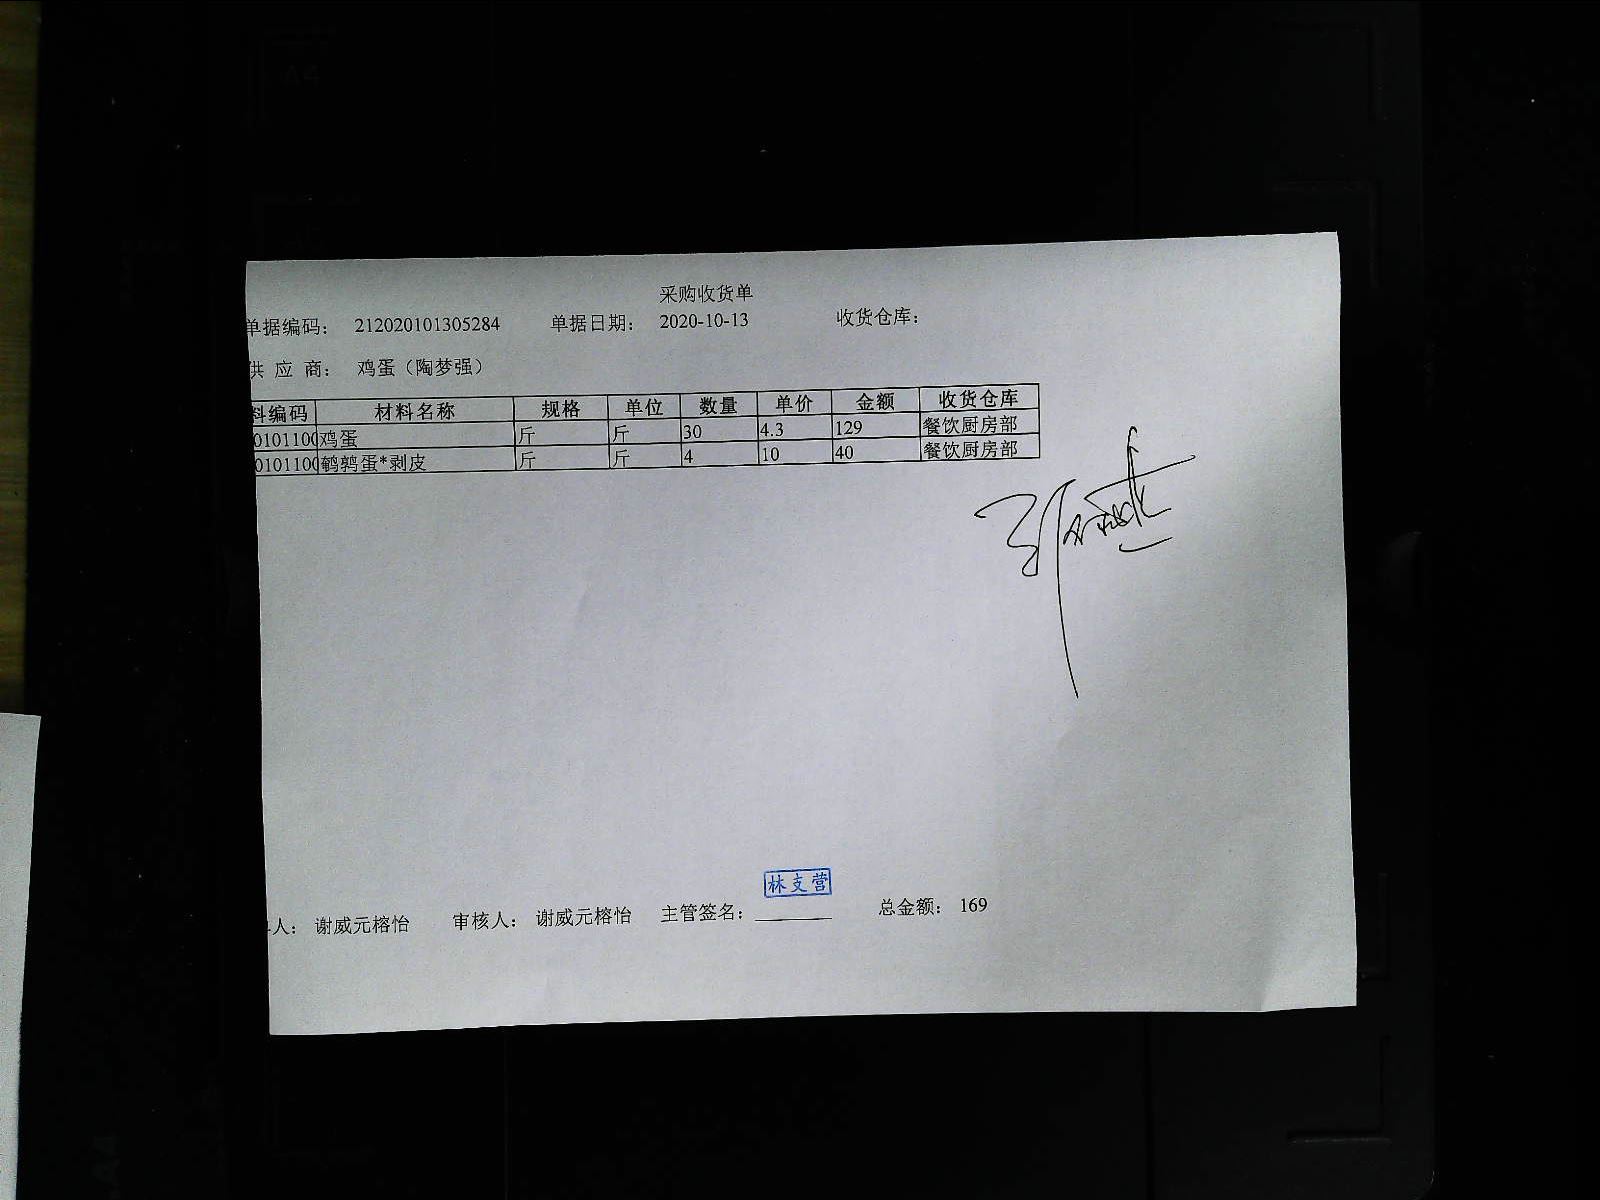 采购收货单
单据编码： 212020101305284 单据日期： 2020-10-13 收货仓库：
供 应 商： 鸡蛋（陶梦强）
料编码 材料名称 规格 单位 数量 单价 金额 收货仓库
0101100 鸡蛋 斤 斤 30 4.3 129 餐饮厨房部
0101100 鹌鹑蛋*剥皮 斤 斤 4 10 40 餐饮厨房部
林支营
人： 谢威元榕怡 审核人： 谢威元榕怡 主管签名： 总金额： 169